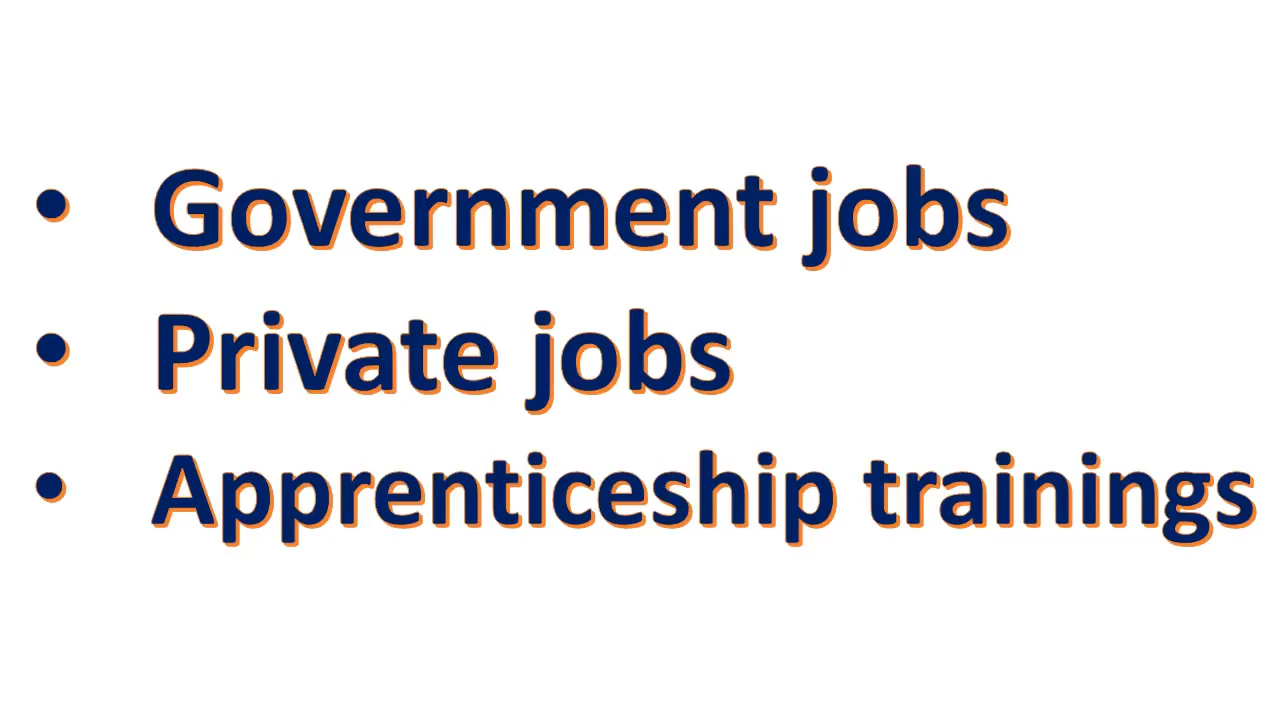 • Government jobs
• Private jobs
• Apprenticeship trainings